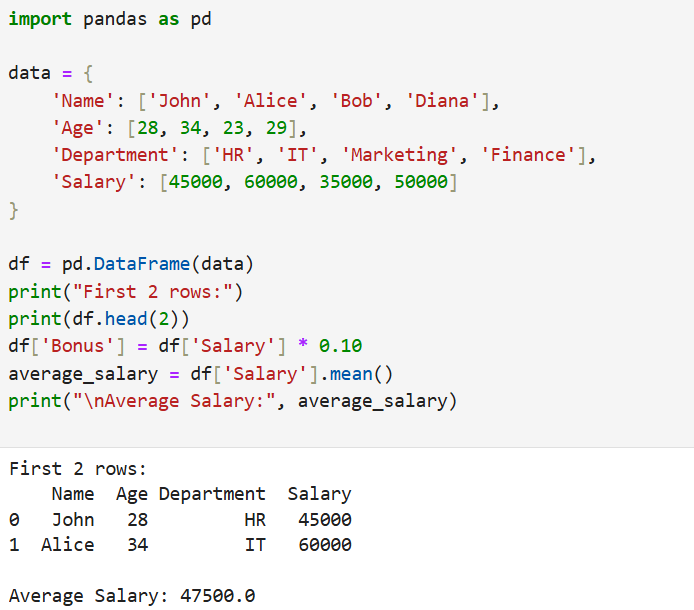 import pandas as pd
data = {
    'Name': ['John', 'Alice', 'Bob', 'Diana'],
    'Age': [28, 34, 23, 29],
    'Department': ['HR', 'IT', 'Marketing', 'Finance'],
    'Salary': [45000, 60000, 35000, 50000]
}
df = pd.DataFrame(data)
print("First 2 rows:")
print(df.head(2))
df['Bonus'] = df['Salary'] * 0.10
average_salary = df['Salary'].mean()
print("\nAverage Salary:", average_salary)
First 2 rows:
    Name  Age Department  Salary
0   John   28         HR   45000
1  Alice   34         IT   60000
Average Salary: 47500.0